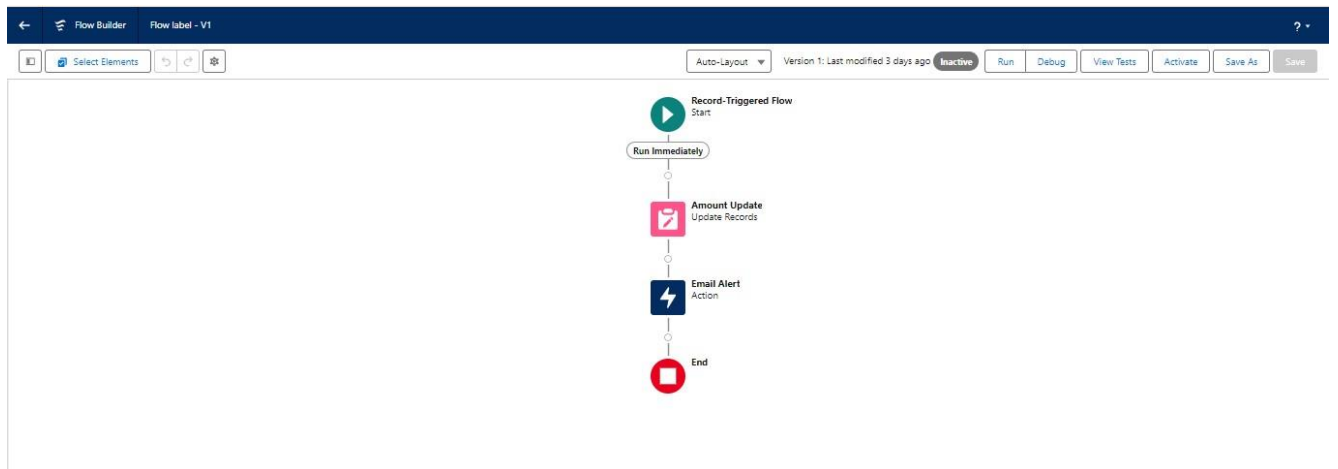 Flow Builder Flow label - V1 ?
Select Elements Auto-Layout Version 1: Last modified 3 days ago Inactive Run Debug View Tests Activate Save As Save
Record-Triggered Flow
Start
Run Immediately
Amount Update
Update Records
Email Alert
Action
End